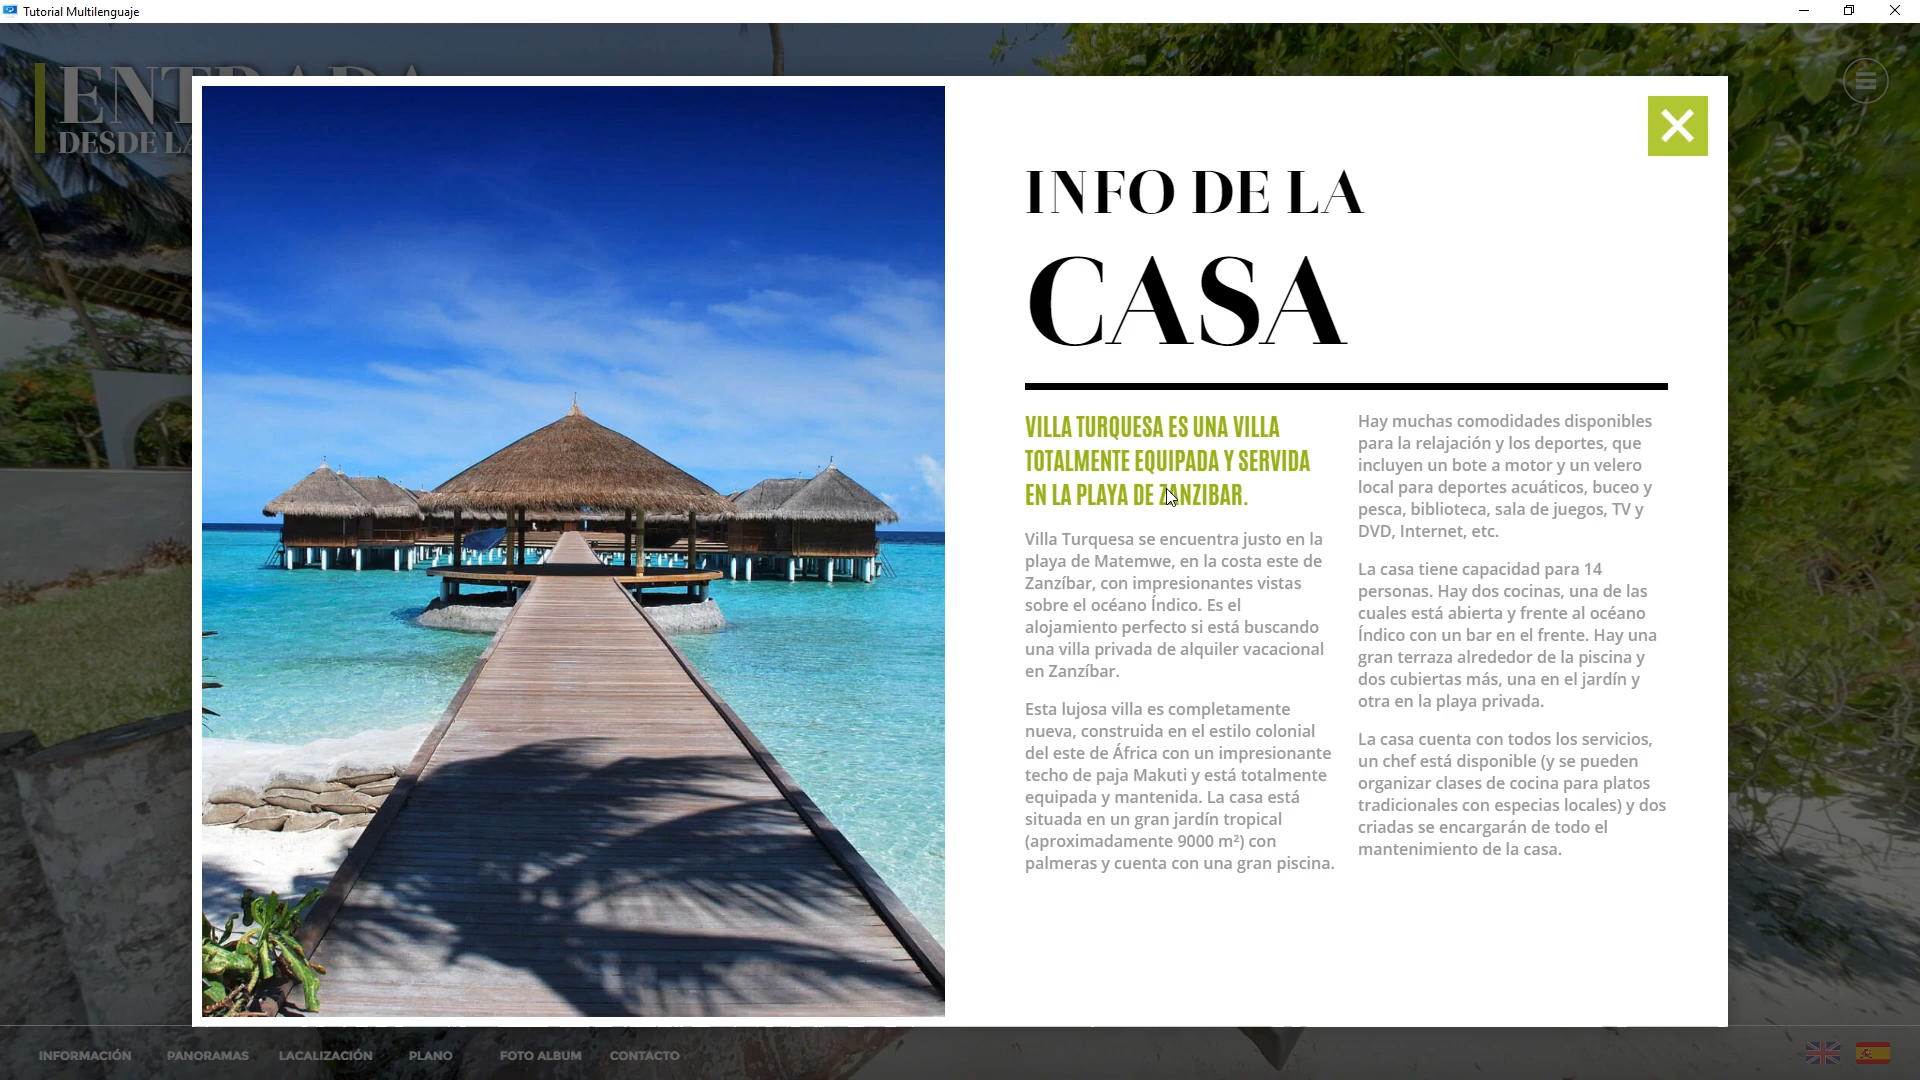 Tutorial Multilenguaje
DESDE LA
INFO DE LA
CASA
VILLA TURQUESA ES UNA VILLA
TOTALMENTE EQUIPADA Y SERVIDA
EN LA PLAYA DE ZANZIBAR.
Villa Turquesa se encuentra justo en la
playa de Matemwe, en la costa este de
Zanzíbar, con impresionantes vistas
sobre el océano Índico. Es el
alojamiento perfecto si está buscando
una villa privada de alquiler vacacional
en Zanzíbar.
Esta lujosa villa es completamente
nueva, construida en el estilo colonial
del este de África con un impresionante
techo de paja Makuti y está totalmente
equipada y mantenida. La casa está
situada en un gran jardín tropical
(aproximadamente 9000 m²) con
palmeras y cuenta con una gran piscina.
Hay muchas comodidades disponibles
para la relajación y los deportes, que
incluyen un bote a motor y un velero
local para deportes acuáticos, buceo y
pesca, biblioteca, sala de juegos, TV y
DVD, Internet, etc.
La casa tiene capacidad para 14
personas. Hay dos cocinas, una de las
cuales está abierta y frente al océano
Índico con un bar en el frente. Hay una
gran terraza alrededor de la piscina y
dos cubiertas más, una en el jardín y
otra en la playa privada.
La casa cuenta con todos los servicios,
un chef está disponible (y se pueden
organizar clases de cocina para platos
tradicionales con especias locales) y dos
criadas se encargarán de todo el
mantenimiento de la casa.
INFORMACIÓN PANORAMAS LACALIZACIÓN PLANO FOTO ALBUM CONTACTO